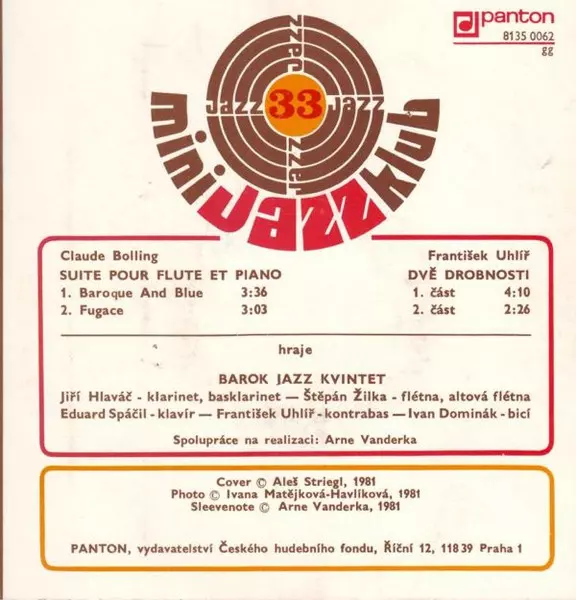 panton
8135 0062
gg
jazz 33 jazz
jazz
jazz
mini jazz klub
Claude Bolling
SUITE POUR FLUTE ET PIANO
1. Baroque And Blue 3:36
2. Fugace 3:03
František Uhlíř
DVĚ DROBNOSTI
1. část 4:10
2. část 2:26
hraje
BAROK JAZZ KVINTET
Jiří Hlaváč - klarinet, basklarinet — Štěpán Žilka - flétna, altová flétna
Eduard Spáčil - klavír — František Uhlíř - kontrabas — Ivan Dominák - bicí
Spolupráce na realizaci: Arne Vanderka
Cover © Aleš Striegl, 1981
Photo © Ivana Matějková-Havlíková, 1981
Sleevenote © Arne Vanderka, 1981
PANTON, vydavatelství Českého hudebního fondu, Říční 12, 118 39 Praha 1